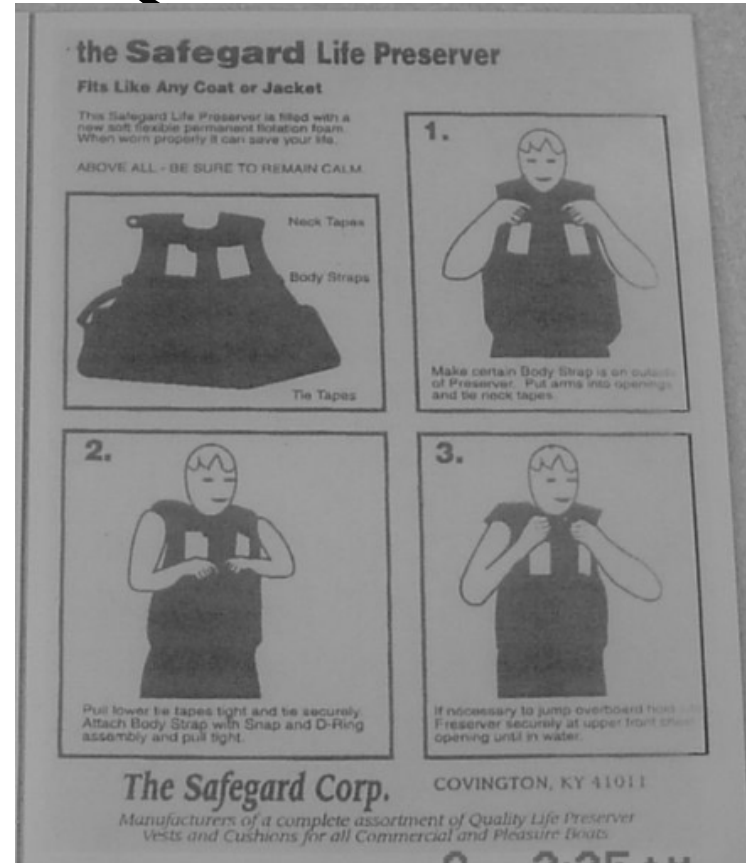 the Safegard Life Preserver
Fits Like Any Coat or Jacket
This Safegard Life Preserver is filled with a
new soft flexible permanent flotation foam.
When worn properly it can save your life.
ABOVE ALL - BE SURE TO REMAIN CALM.
Neck Tapes
Body Straps
Tie Tapes
1.
Make certain Body Strap is on outside
of Preserver. Put arms into openings
and tie neck tapes.
2.
Pull lower tie tapes tight and tie securely.
Attach Body Strap with Snap and D-Ring
assembly and pull tight.
3.
If necessary to jump overboard hold
Preserver securely at upper front chest
opening until in water.
The Safegard Corp.
COVINGTON, KY 41011
Manufacturers of a complete assortment of Quality Life Preserver
Vests and Cushions for all Commercial and Pleasure Boats